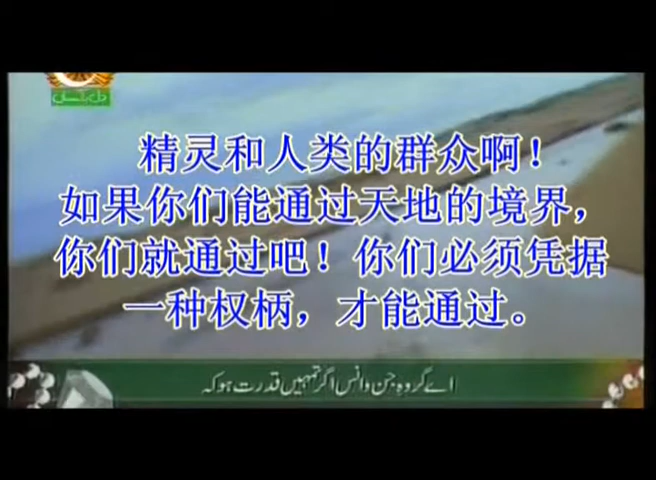 精灵和人类的群众啊！
如果你们能通过天地的境界，
你们就通过吧！你们必须凭据
一种权柄，才能通过。
اے گروہِ جن وانس اگر تمہیں قدرت ہو کہ